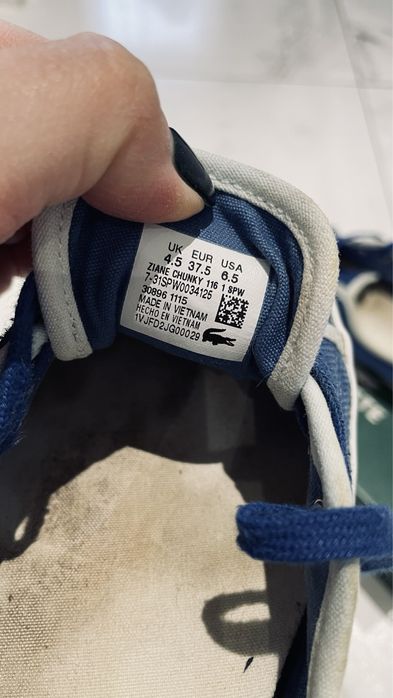 UK EUR USA
4.5 37.5 6.5
ZIANE CHUNKY 116 1 SPW
7-31SPW0034125
30896 1115
MADE IN VIETNAM
HECHO EN VIETNAM
1VJFD2JG00029